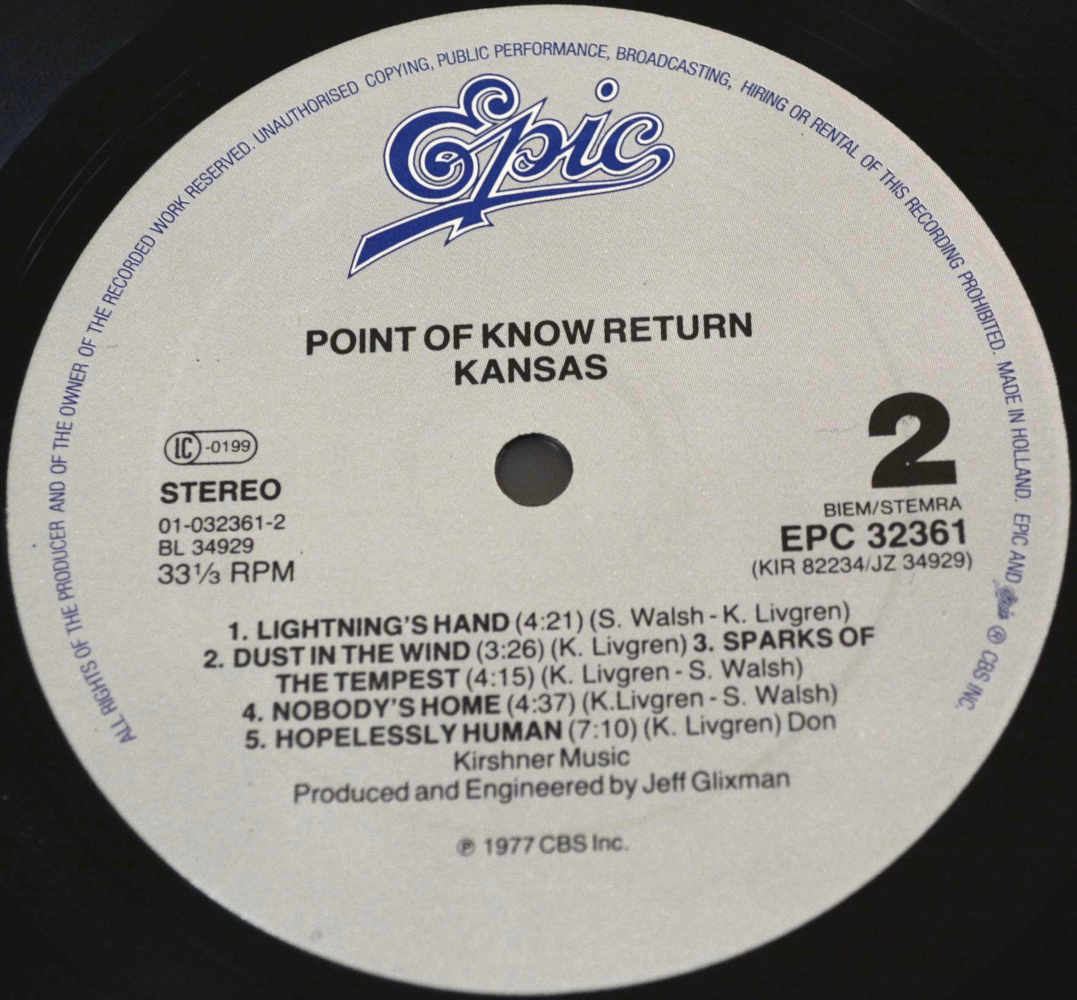 ALL RIGHTS OF THE PRODUCER AND OF THE OWNER OF THE RECORDED WORK RESERVED. UNAUTHORISED COPYING, PUBLIC PERFORMANCE, BROADCASTING, HIRING OR RENTAL OF THIS RECORDING PROHIBITED. MADE IN HOLLAND. EPIC AND Epic ® CBS INC.
Epic
POINT OF KNOW RETURN
KANSAS
LC -0199
STEREO
01-032361-2
BL 34929
33⅓ RPM
2
BIEM/STEMRA
EPC 32361
(KIR 82234/JZ 34929)
1. LIGHTNING'S HAND (4:21) (S. Walsh - K. Livgren)
2. DUST IN THE WIND (3:26) (K. Livgren) 3. SPARKS OF
THE TEMPEST (4:15) (K. Livgren - S. Walsh)
4. NOBODY'S HOME (4:37) (K.Livgren - S. Walsh)
5. HOPELESSLY HUMAN (7:10) (K. Livgren) Don
Kirshner Music
Produced and Engineered by Jeff Glixman
℗ 1977 CBS Inc.